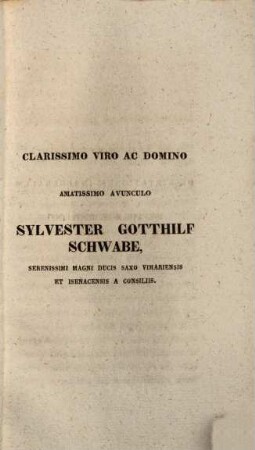 CLARISSIMO VIRO AC DOMINO
AMATISSIMO AVUNCULO
SYLVESTER GOTTHILF
SCHWABE,
SERENISSIMI MAGNI DUCIS SAXO VIMARIENSIS
ET ISENACENSIS A CONSILIIS.